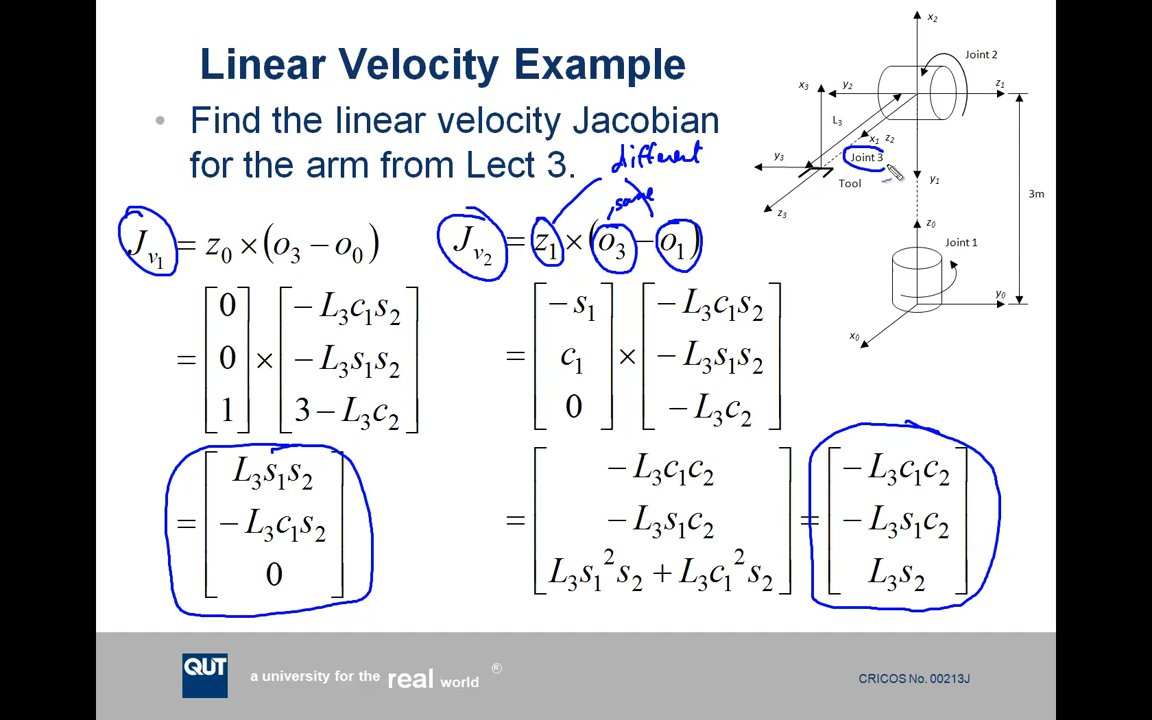 Linear Velocity Example
• Find the linear velocity Jacobian
for the arm from Lect 3.
different
same
J_{v_1} = z_0 × (o_3 − o_0)
= [0; 0; 1] × [−L_3c_1s_2; −L_3s_1s_2; 3 − L_3c_2]
= [L_3s_1s_2; −L_3c_1s_2; 0]
J_{v_2} = z_1 × (o_3 − o_1)
= [−s_1; c_1; 0] × [−L_3c_1s_2; −L_3s_1s_2; −L_3c_2]
= [−L_3c_1c_2; −L_3s_1c_2; L_3s_1^2s_2 + L_3c_1^2s_2] = [−L_3c_1c_2; −L_3s_1c_2; L_3s_2]
x_2
Joint 2
x_3
y_2
z_1
L_3
x_1
z_2
y_3
Joint 3
Tool
y_1
z_3
3m
z_0
Joint 1
y_0
x_0
QUT
a university for the real world ®
CRICOS No. 00213J